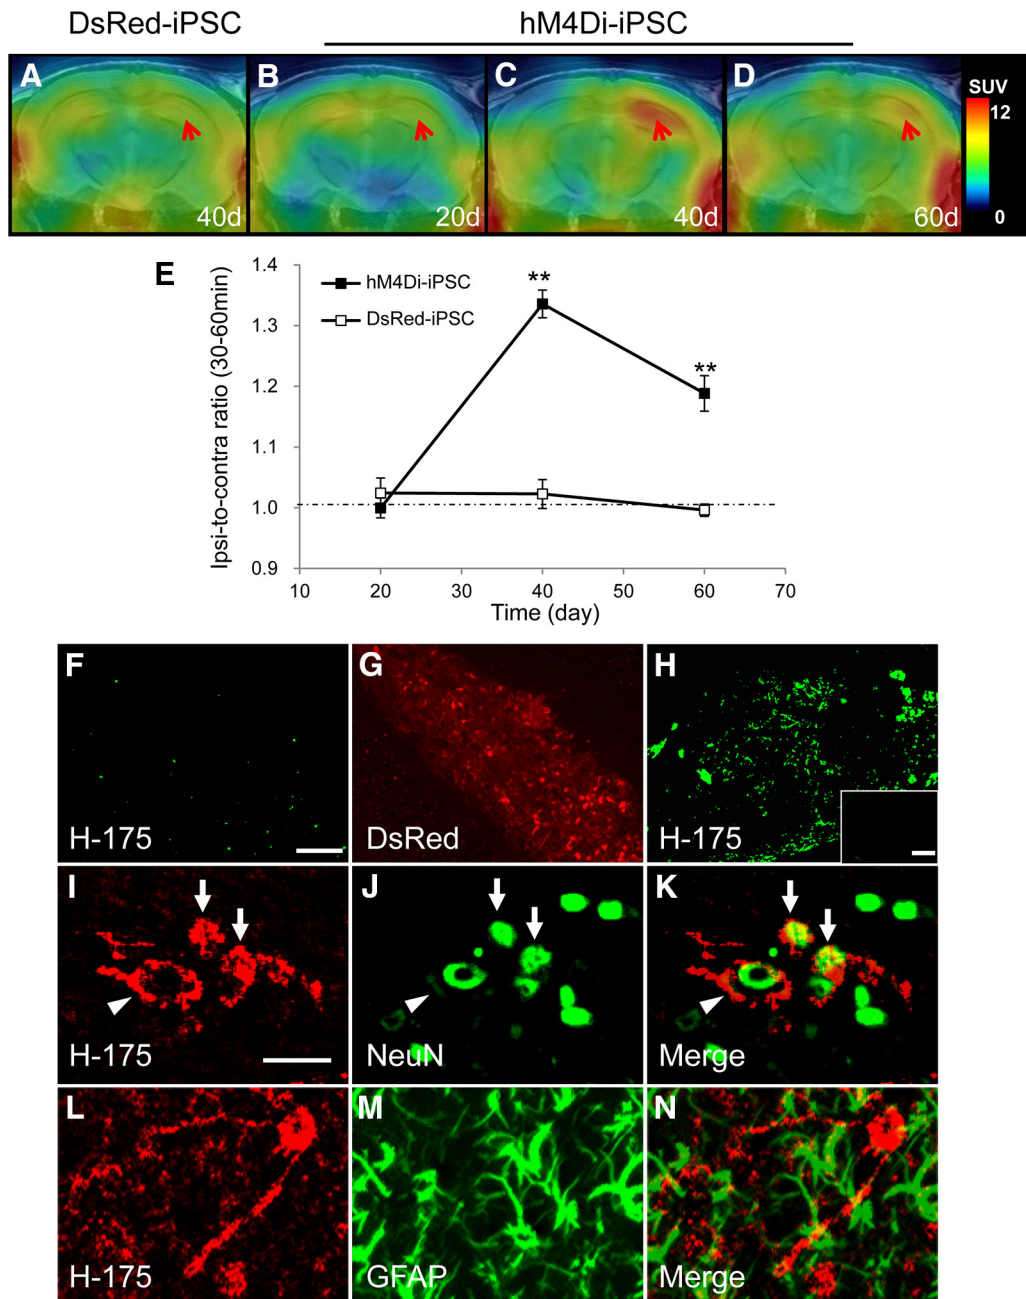 DsRed-iPSC
hM4Di-iPSC
A
B
C
D
SUV
12
0
40d
20d
40d
60d
E
Ipsi-to-contra ratio (30-60min)
1.4
1.3
1.2
1.1
1.0
0.9
hM4Di-iPSC
DsRed-iPSC
**
**
10 20 30 40 50 60 70
Time (day)
F
H-175
G
DsRed
H
H-175
I
H-175
J
NeuN
K
Merge
L
H-175
M
GFAP
N
Merge